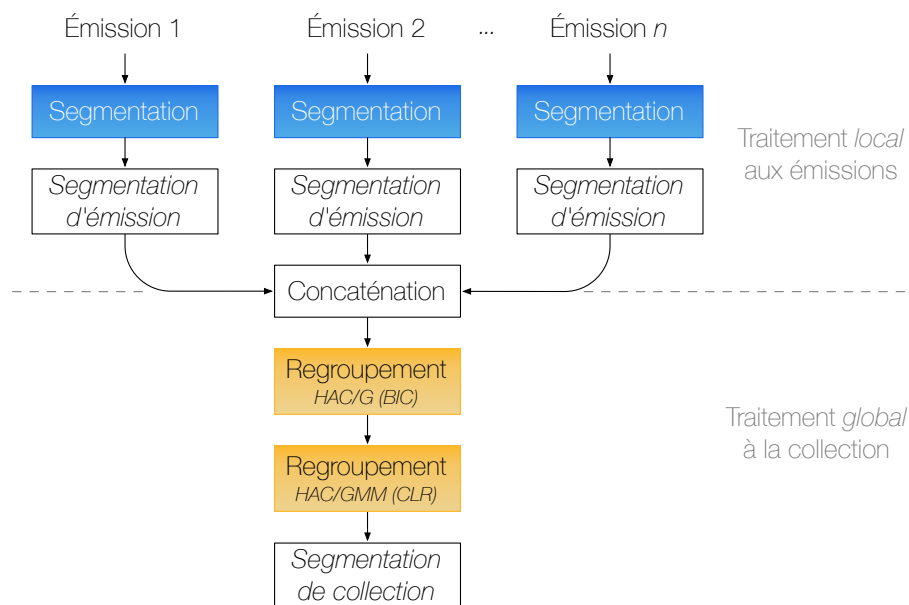 Émission 1
Émission 2
...
Émission n
Segmentation
Segmentation
Segmentation
Traitement local
aux émissions
Segmentation
d'émission
Segmentation
d'émission
Segmentation
d'émission
Concaténation
Regroupement
HAC/G (BIC)
Traitement global
à la collection
Regroupement
HAC/GMM (CLR)
Segmentation
de collection